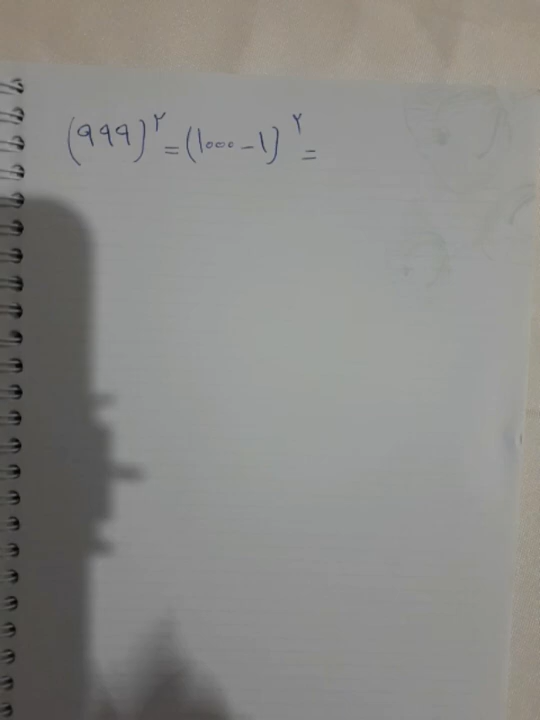 (۹۹۹)^۲ = (۱۰۰۰ - ۱)^۲ =